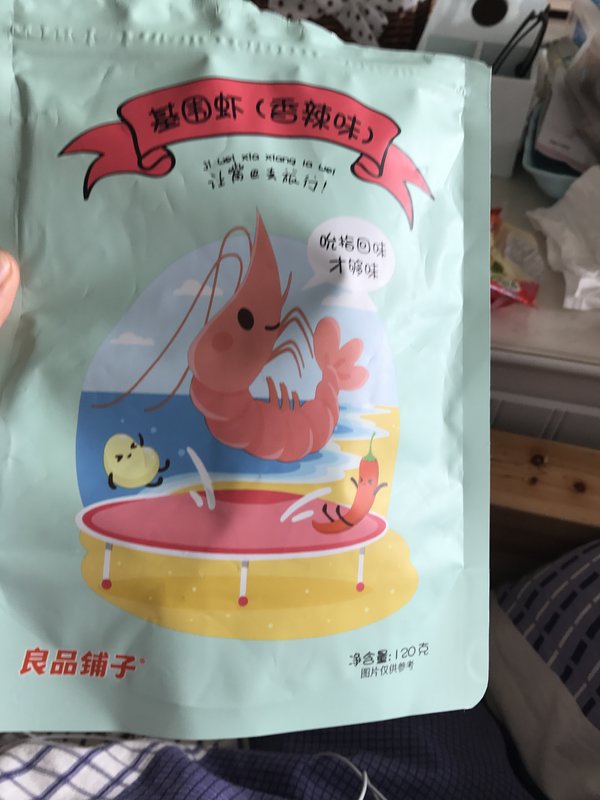 基围虾（香辣味）
ji wei xia xiang la wei
让嘴巴去旅行！
吮指回味
才够味
良品铺子
净含量:120克
图片仅供参考